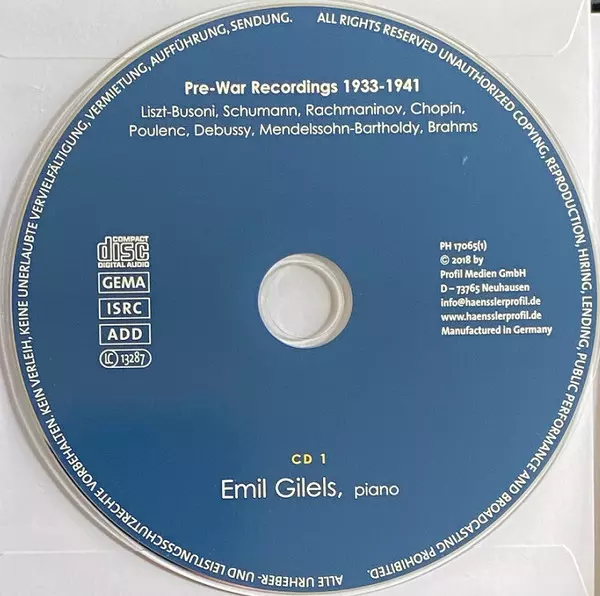 Pre-War Recordings 1933-1941
Liszt-Busoni, Schumann, Rachmaninov, Chopin,
Poulenc, Debussy, Mendelssohn-Bartholdy, Brahms
COMPACT
disc
DIGITAL AUDIO
GEMA
ISRC
ADD
LC 13287
PH 17065(1)
© 2018 by
Profil Medien GmbH
D – 73765 Neuhausen
info@haensslerprofil.de
www.haensslerprofil.de
Manufactured in Germany
CD 1
Emil Gilels, piano
ALL RIGHTS RESERVED UNAUTHORIZED COPYING, REPRODUCTION, HIRING, LENDING, PUBLIC PERFORMANCE AND BROADCASTING PROHIBITED.
ALLE URHEBER- UND LEISTUNGSSCHUTZRECHTE VORBEHALTEN. KEIN VERLEIH, KEINE UNERLAUBTE VERVIELFÄLTIGUNG, VERMIETUNG, AUFFÜHRUNG, SENDUNG.